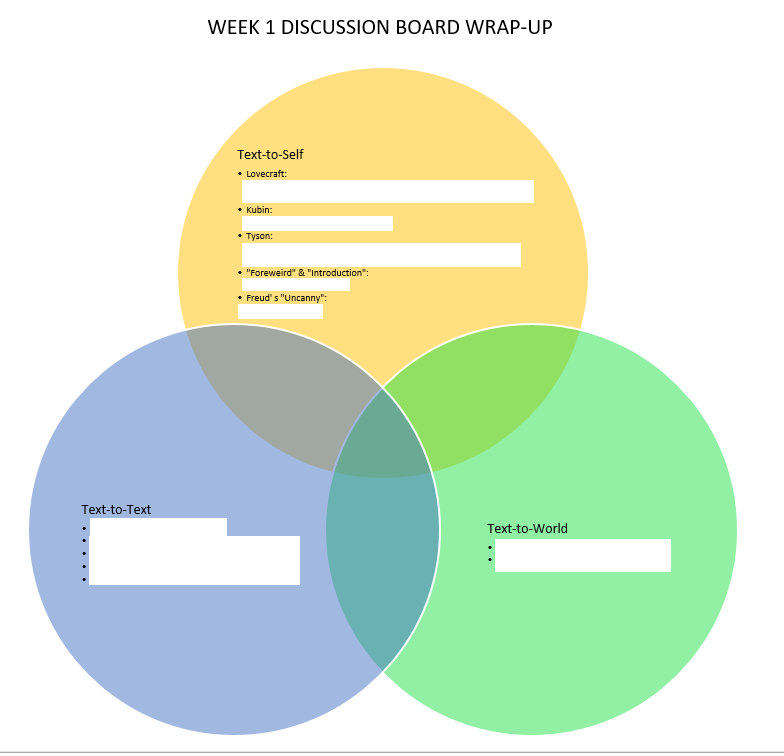 WEEK 1 DISCUSSION BOARD WRAP-UP
Text-to-Self
• Lovecraft:
• Kubin:
• Tyson:
• "Foreweird" & "Introduction":
• Freud' s "Uncanny":
Text-to-Text
•
•
•
•
•
Text-to-World
•
•